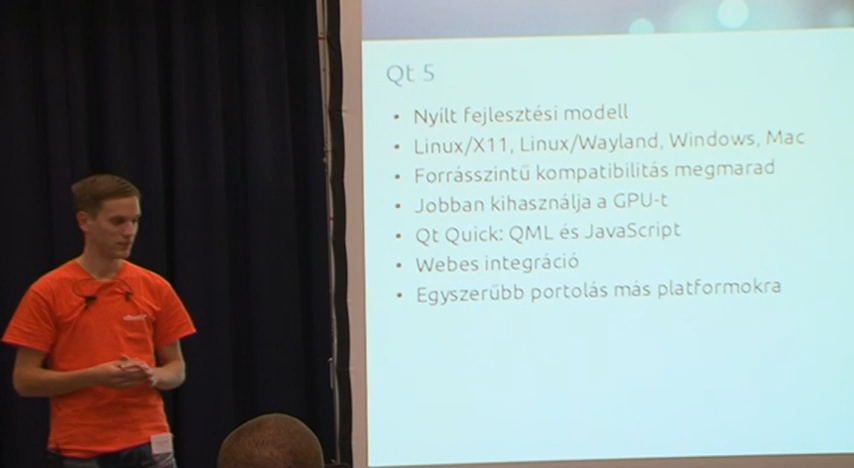 Qt 5
• Nyílt fejlesztési modell
• Linux/X11, Linux/Wayland, Windows, Mac
• Forrásszintű kompatibilitás megmarad
• Jobban kihasználja a GPU-t
• Qt Quick: QML és JavaScript
• Webes integráció
• Egyszerűbb portolás más platformokra